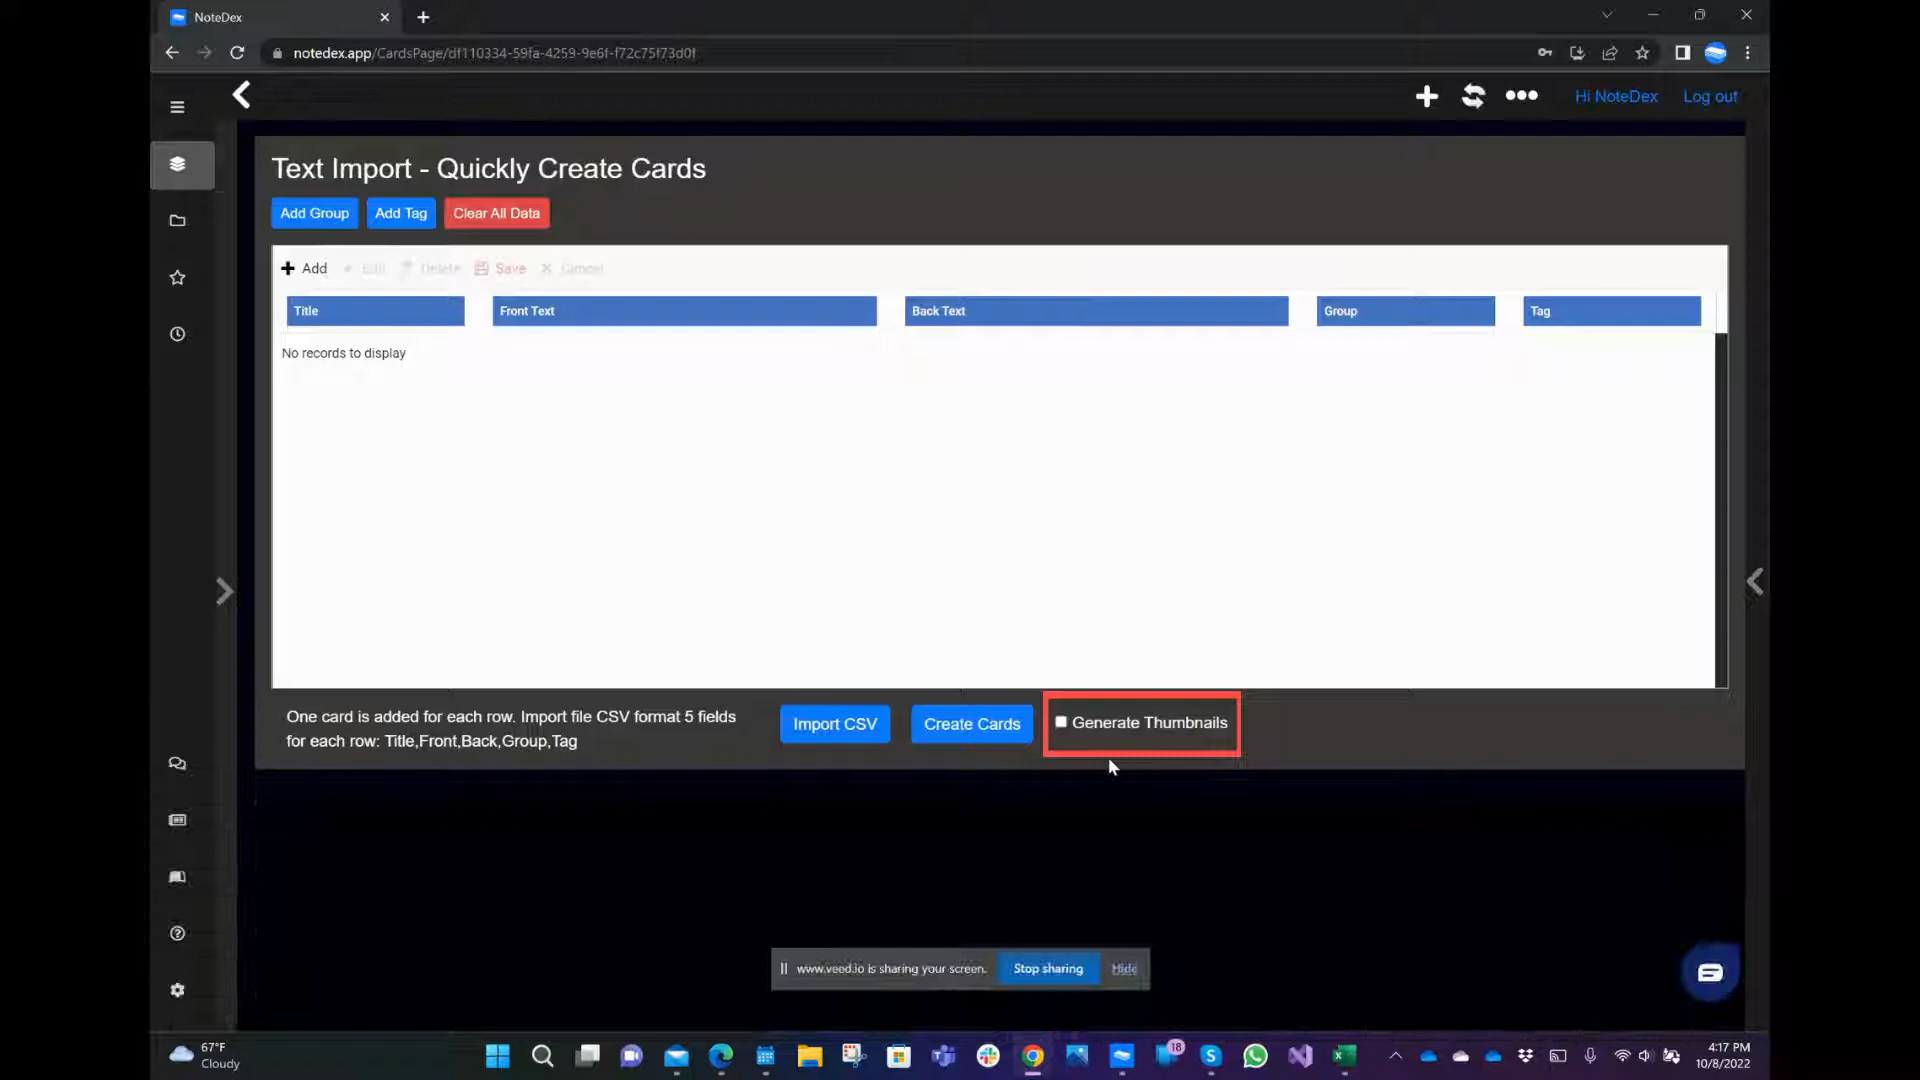 NoteDex
notedex.app/CardsPage/df110334-59fa-4259-9e6f-f72c75f73d0f
Hi NoteDex Log out
Text Import - Quickly Create Cards
Add Group Add Tag Clear All Data
Add Edit Delete Save Cancel
Title Front Text Back Text Group Tag
No records to display
One card is added for each row. Import file CSV format 5 fields
for each row: Title,Front,Back,Group,Tag
Import CSV Create Cards Generate Thumbnails
www.veed.io is sharing your screen. Stop sharing Hide
67°F
Cloudy
18
4:17 PM
10/8/2022